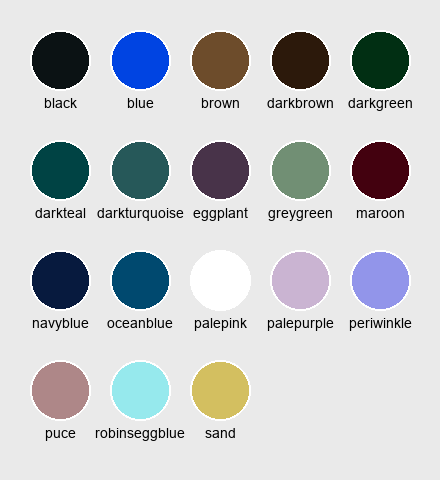 black blue brown darkbrown darkgreen
darkteal darkturquoise eggplant greygreen maroon
navyblue oceanblue palepink palepurple periwinkle
puce robinseggblue sand